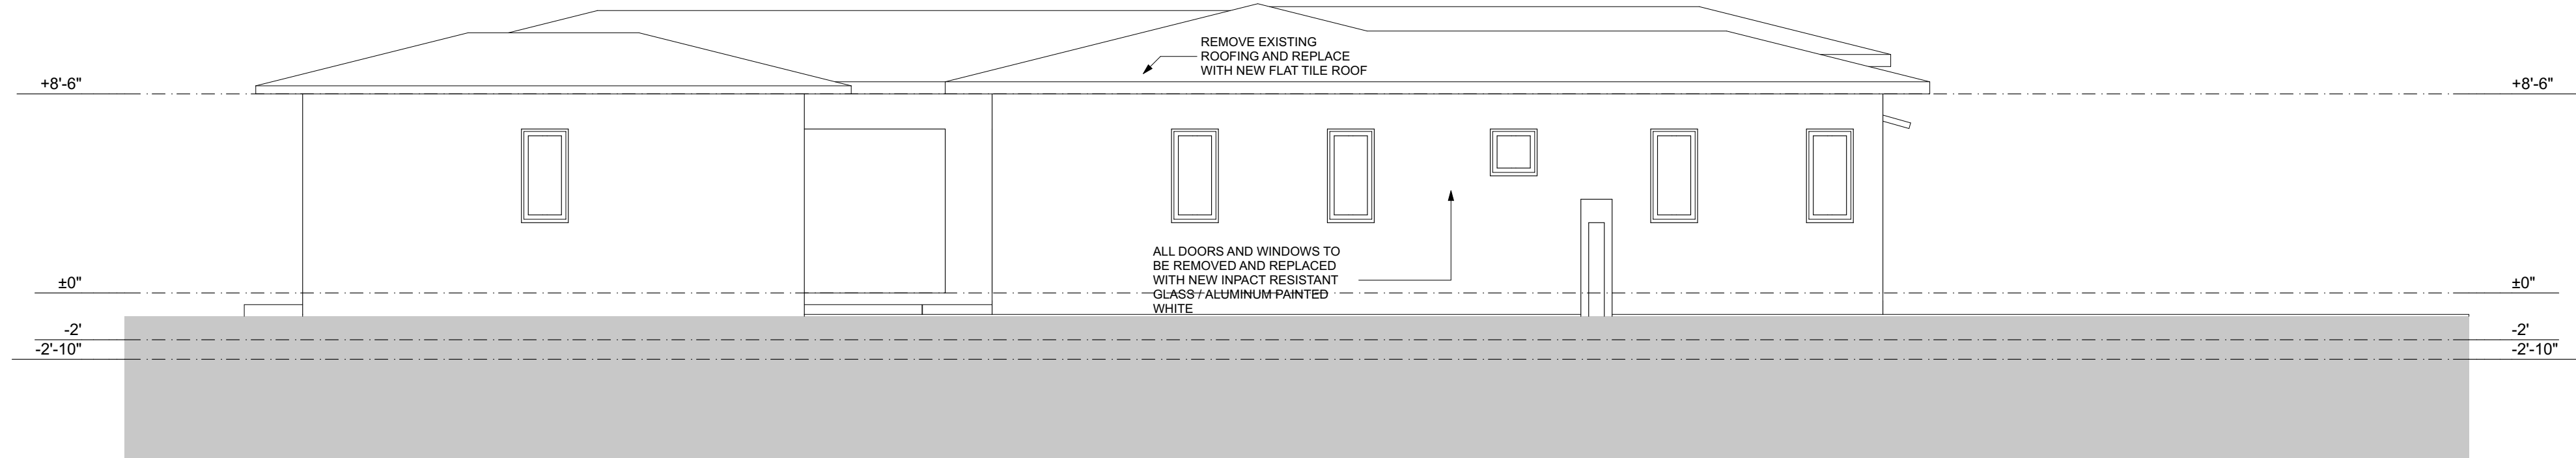 REMOVE EXISTING
ROOFING AND REPLACE
WITH NEW FLAT TILE ROOF
+8'-6"
+8'-6"
ALL DOORS AND WINDOWS TO
BE REMOVED AND REPLACED
WITH NEW INPACT RESISTANT
GLASS / ALUMINUM PAINTED
WHITE
±0"
±0"
-2'
-2'
-2'-10"
-2'-10"